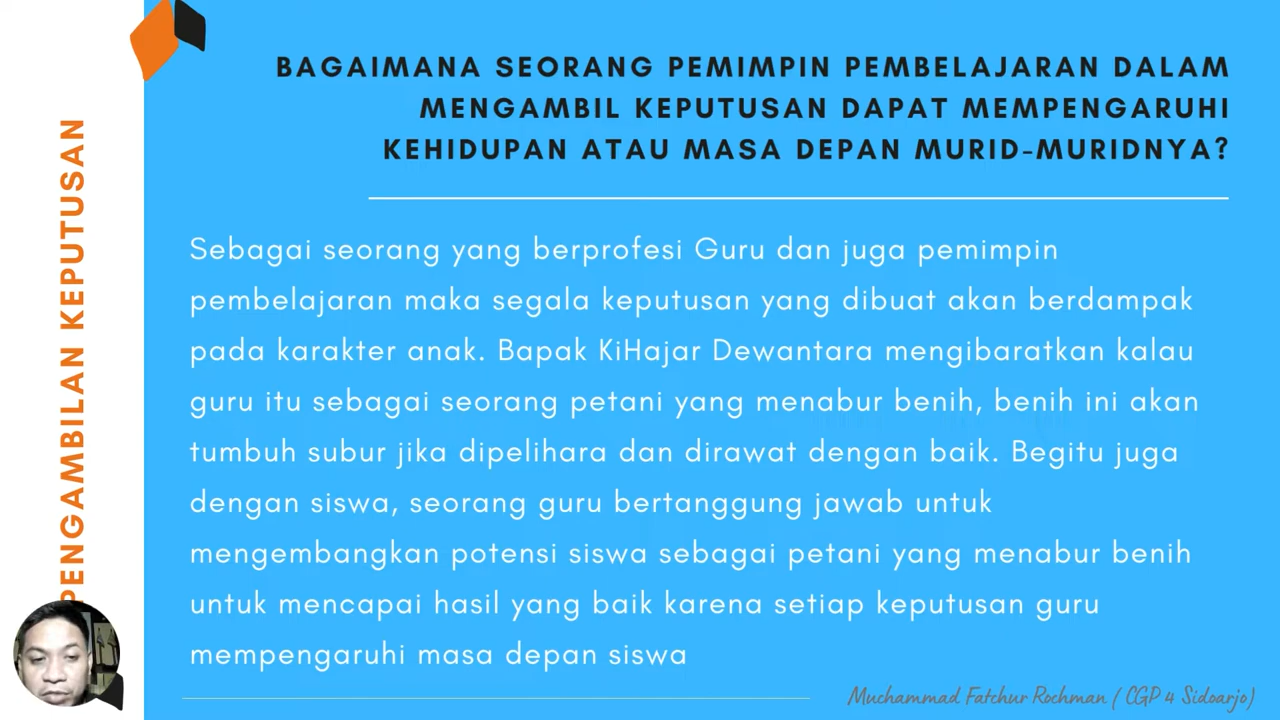 BAGAIMANA SEORANG PEMIMPIN PEMBELAJARAN DALAM
MENGAMBIL KEPUTUSAN DAPAT MEMPENGARUHI
KEHIDUPAN ATAU MASA DEPAN MURID-MURIDNYA?
PENGAMBILAN KEPUTUSAN
Sebagai seorang yang berprofesi Guru dan juga pemimpin
pembelajaran maka segala keputusan yang dibuat akan berdampak
pada karakter anak. Bapak KiHajar Dewantara mengibaratkan kalau
guru itu sebagai seorang petani yang menabur benih, benih ini akan
tumbuh subur jika dipelihara dan dirawat dengan baik. Begitu juga
dengan siswa, seorang guru bertanggung jawab untuk
mengembangkan potensi siswa sebagai petani yang menabur benih
untuk mencapai hasil yang baik karena setiap keputusan guru
mempengaruhi masa depan siswa
Muchammad Fatchur Rochman ( CGP 4 Sidoarjo)